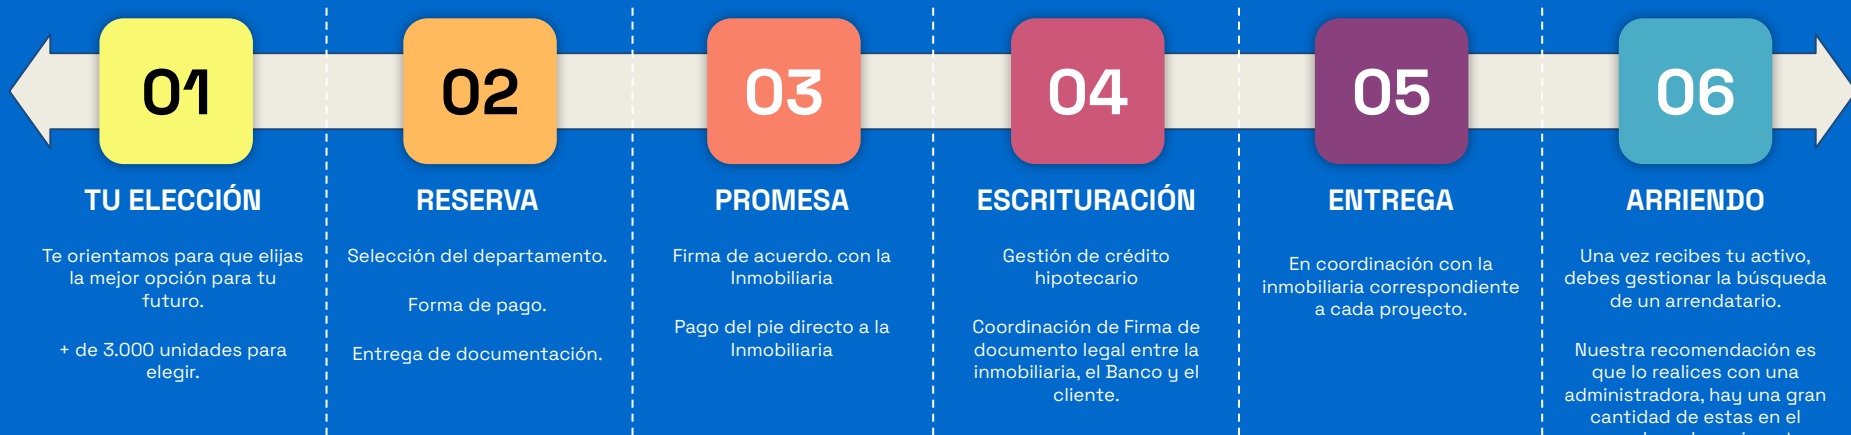 01
TU ELECCIÓN
Te orientamos para que elijas
la mejor opción para tu
futuro.
+ de 3.000 unidades para
elegir.
02
RESERVA
Selección del departamento.
Forma de pago.
Entrega de documentación.
03
PROMESA
Firma de acuerdo. con la
Inmobiliaria
Pago del pie directo a la
Inmobiliaria
04
ESCRITURACIÓN
Gestión de crédito
hipotecario
Coordinación de Firma de
documento legal entre la
inmobiliaria, el Banco y el
cliente.
05
ENTREGA
En coordinación con la
inmobiliaria correspondiente
a cada proyecto.
06
ARRIENDO
Una vez recibes tu activo,
debes gestionar la búsqueda
de un arrendatario.
Nuestra recomendación es
que lo realices con una
administradora, hay una gran
cantidad de estas en el